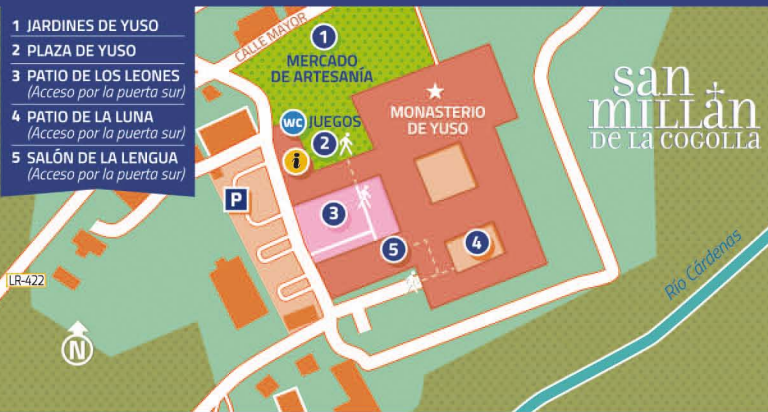 1 JARDINES DE YUSO
2 PLAZA DE YUSO
3 PATIO DE LOS LEONES
(Acceso por la puerta sur)
4 PATIO DE LA LUNA
(Acceso por la puerta sur)
5 SALÓN DE LA LENGUA
(Acceso por la puerta sur)
CALLE MAYOR
1
MERCADO
DE ARTESANÍA
WC JUEGOS
2
i
MONASTERIO
DE YUSO
san
millán
DE LA COGOLLA
P
3
5
4
LR-422
N
Río Cárdenas